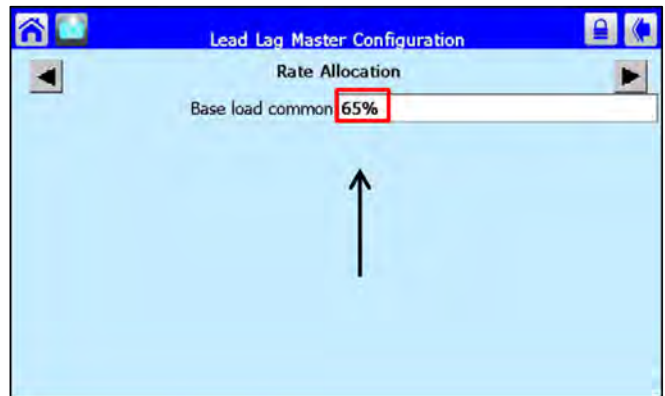 Lead Lag Master Configuration
Rate Allocation
Base load common 65%